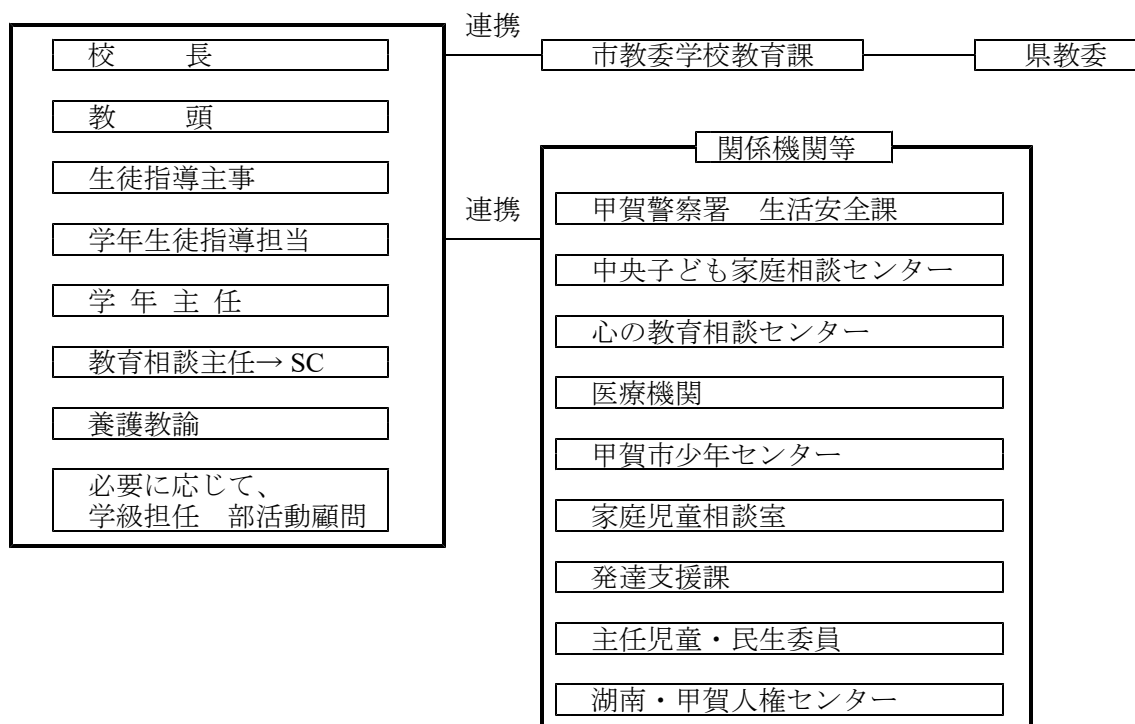 校　　長
教　　頭
生徒指導主事
学年生徒指導担当
学 年 主 任
教育相談主任→ SC
養護教諭
必要に応じて、
学級担任　部活動顧問
連携
市教委学校教育課
県教委
連携
関係機関等
甲賀警察署　生活安全課
中央子ども家庭相談センター
心の教育相談センター
医療機関
甲賀市少年センター
家庭児童相談室
発達支援課
主任児童・民生委員
湖南・甲賀人権センター